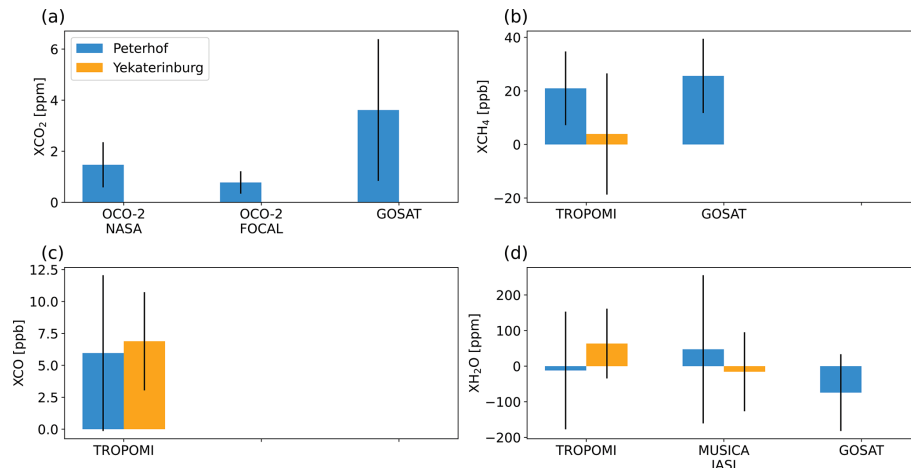 (a)
XCO₂ [ppm]
6
4
2
0
Peterhof
Yekaterinburg
OCO-2
NASA
OCO-2
FOCAL
GOSAT
(b)
XCH₄ [ppb]
40
20
0
−20
TROPOMI
GOSAT
(c)
XCO [ppb]
12.5
10.0
7.5
5.0
2.5
0.0
TROPOMI
(d)
XH₂O [ppm]
200
100
0
−100
−200
TROPOMI
MUSICA
IASI
GOSAT